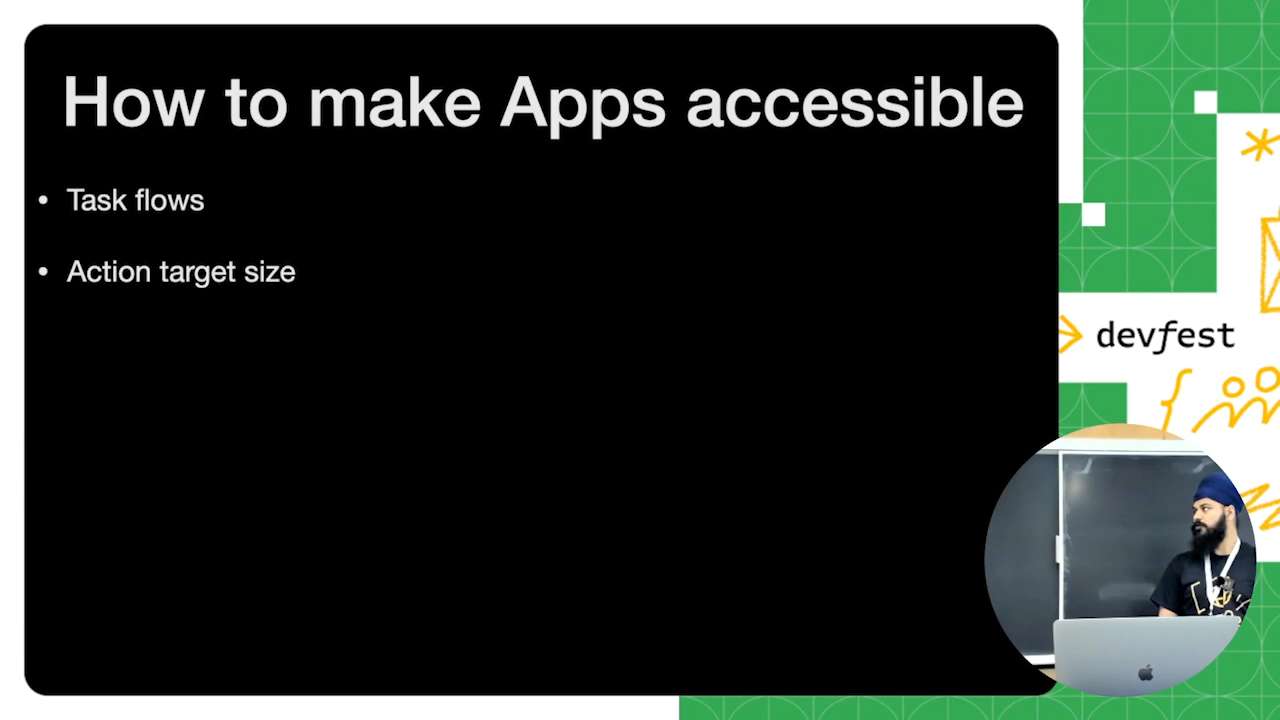 How to make Apps accessible
• Task flows
• Action target size
devfest